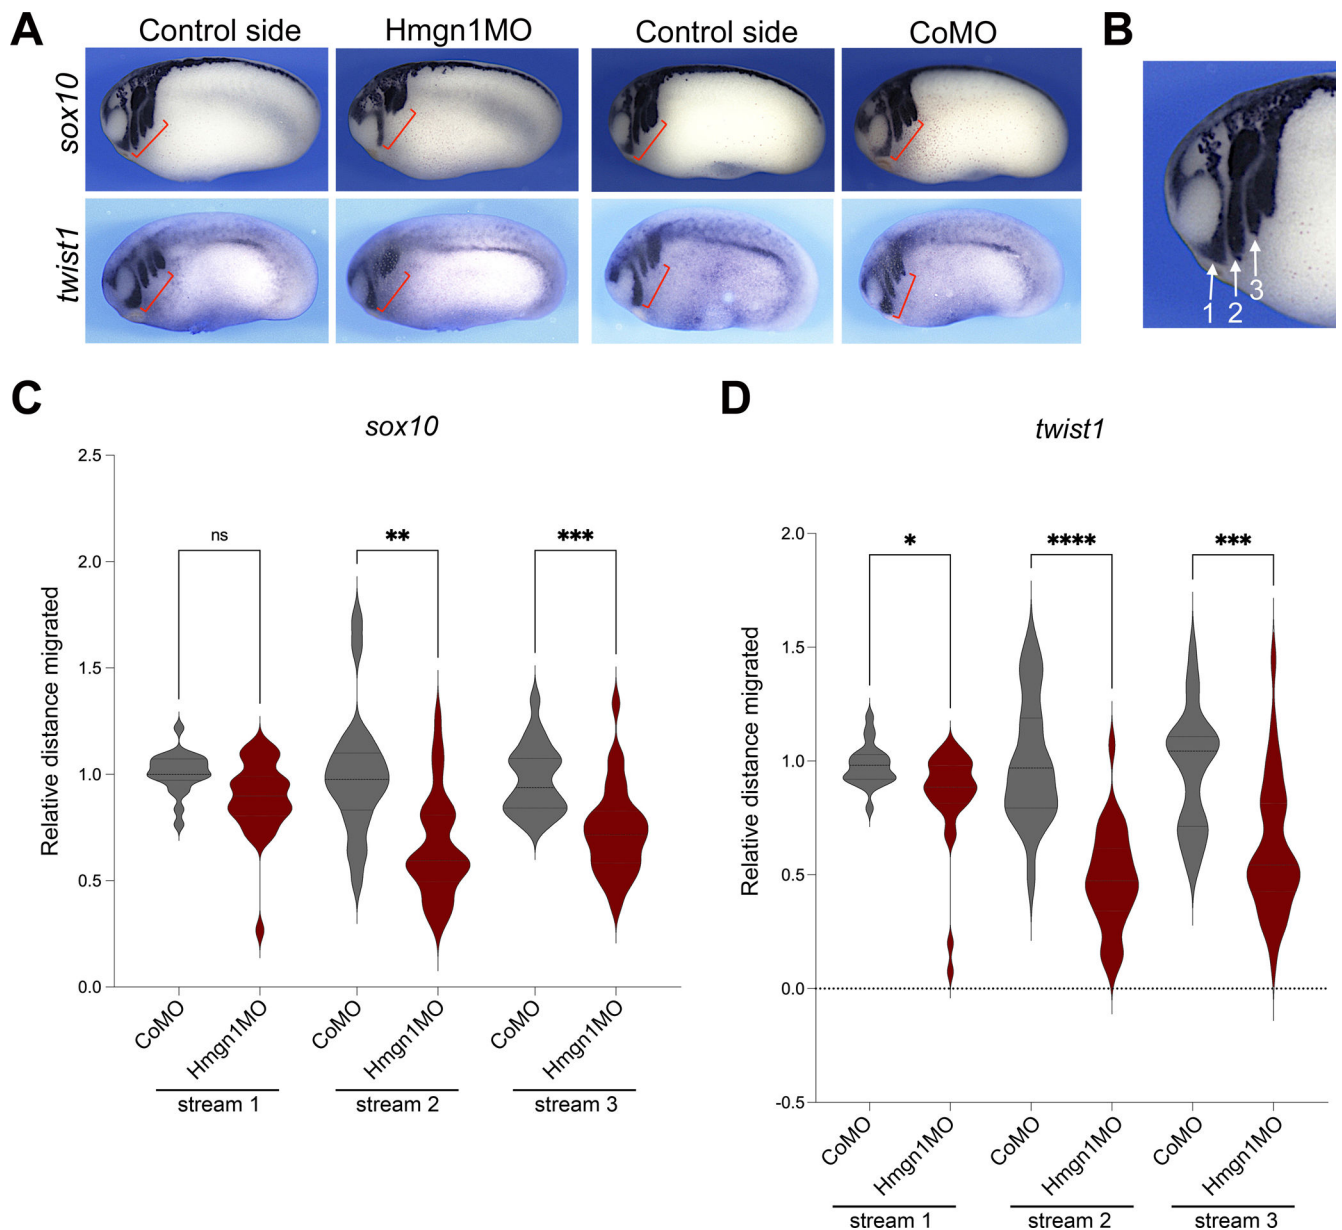 A
Control side
Hmgn1MO
Control side
CoMO
B
sox10
twist1
1
2
3
C
sox10
2.5
2.0
1.5
1.0
0.5
0.0
Relative distance migrated
ns
**
***
CoMO
Hmgn1MO
CoMO
Hmgn1MO
CoMO
Hmgn1MO
stream 1
stream 2
stream 3
D
twist1
2.0
1.5
1.0
0.5
0.0
-0.5
Relative distance migrated
*
****
***
CoMO
Hmgn1MO
CoMO
Hmgn1MO
CoMO
Hmgn1MO
stream 1
stream 2
stream 3